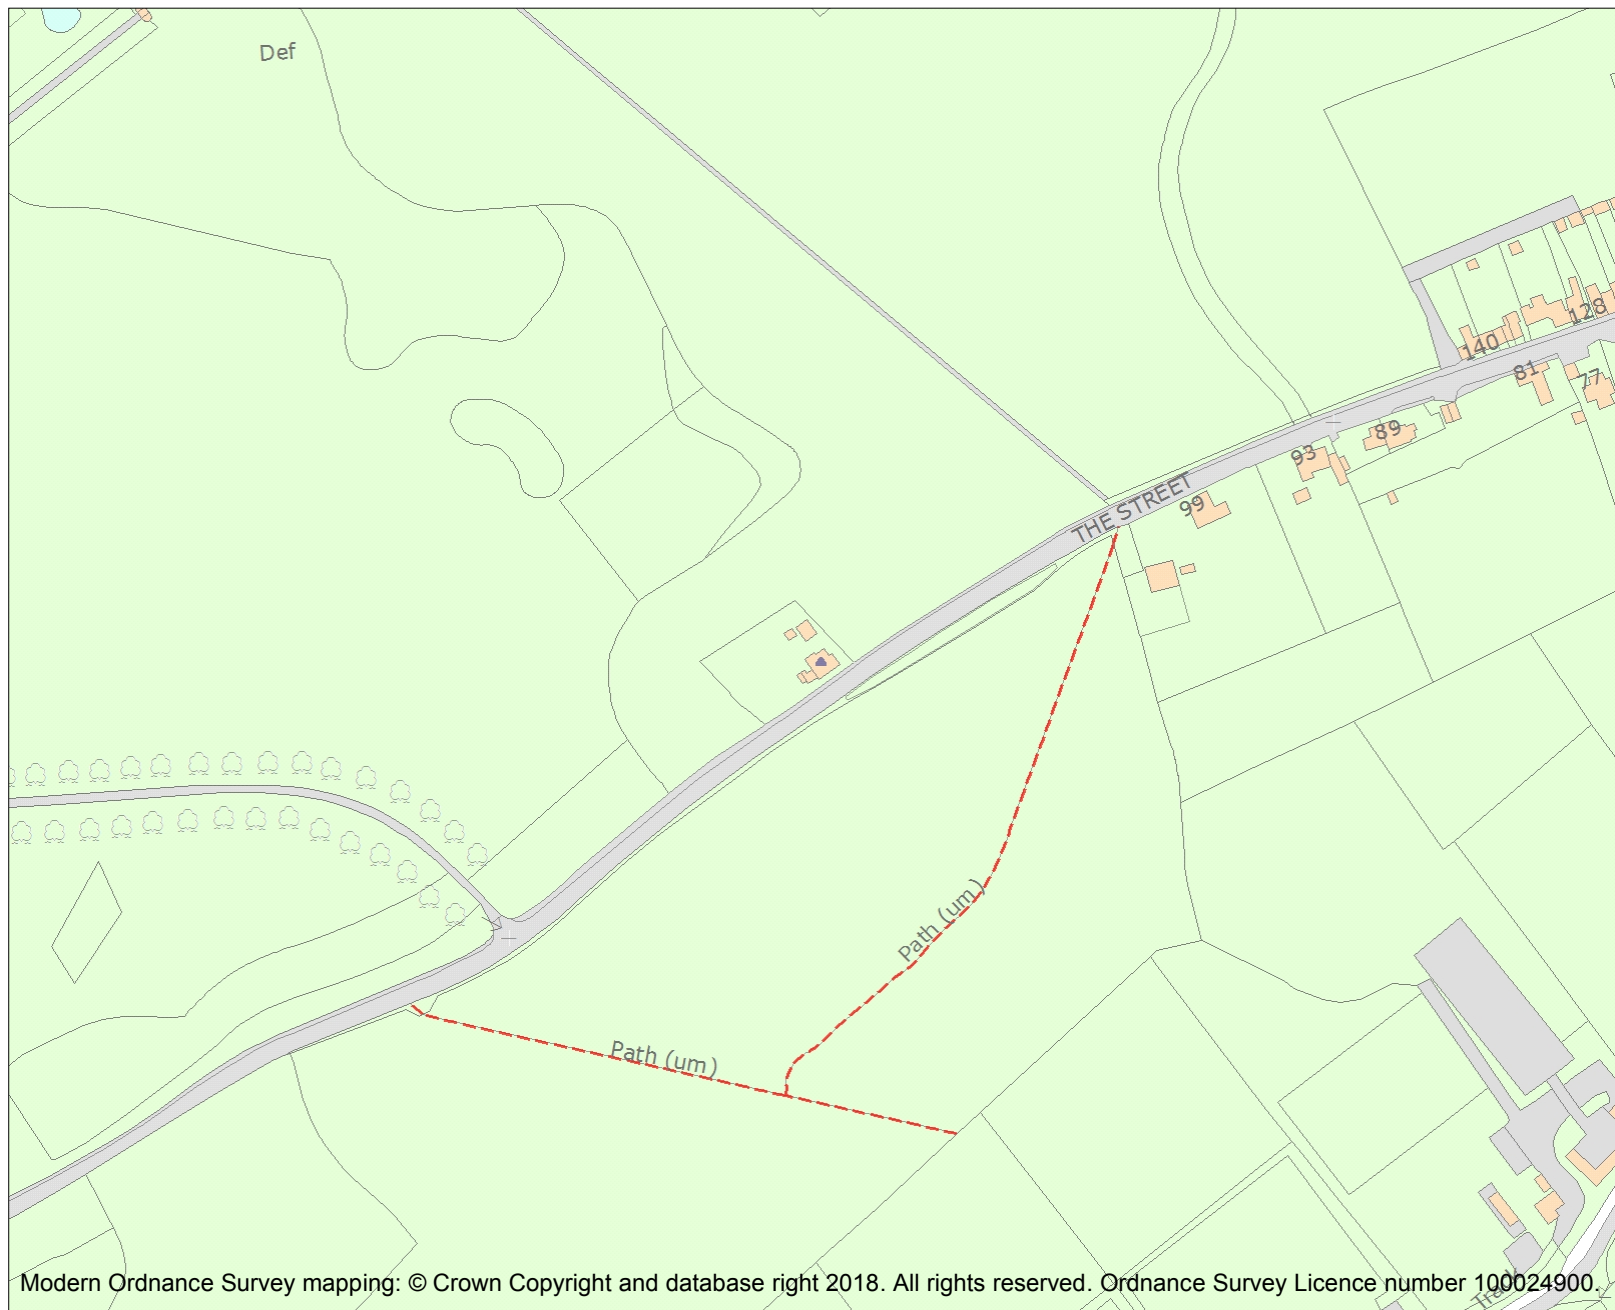 Def
128
140
81
77
89
93
THE STREET
99
Path (um)
Path (um)
Track
Modern Ordnance Survey mapping: © Crown Copyright and database right 2018. All rights reserved. Ordnance Survey Licence number 100024900.